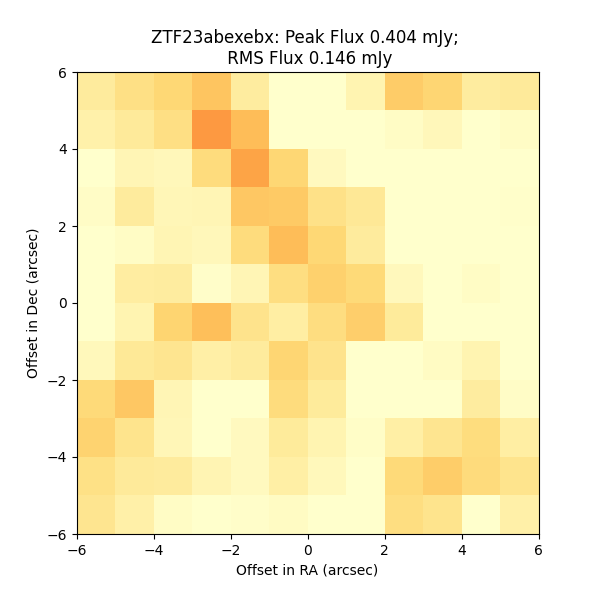 ZTF23abexebx: Peak Flux 0.404 mJy;
RMS Flux 0.146 mJy
6
4
2
0
−2
−4
−6
Offset in Dec (arcsec)
−6 −4 −2 0 2 4 6
Offset in RA (arcsec)